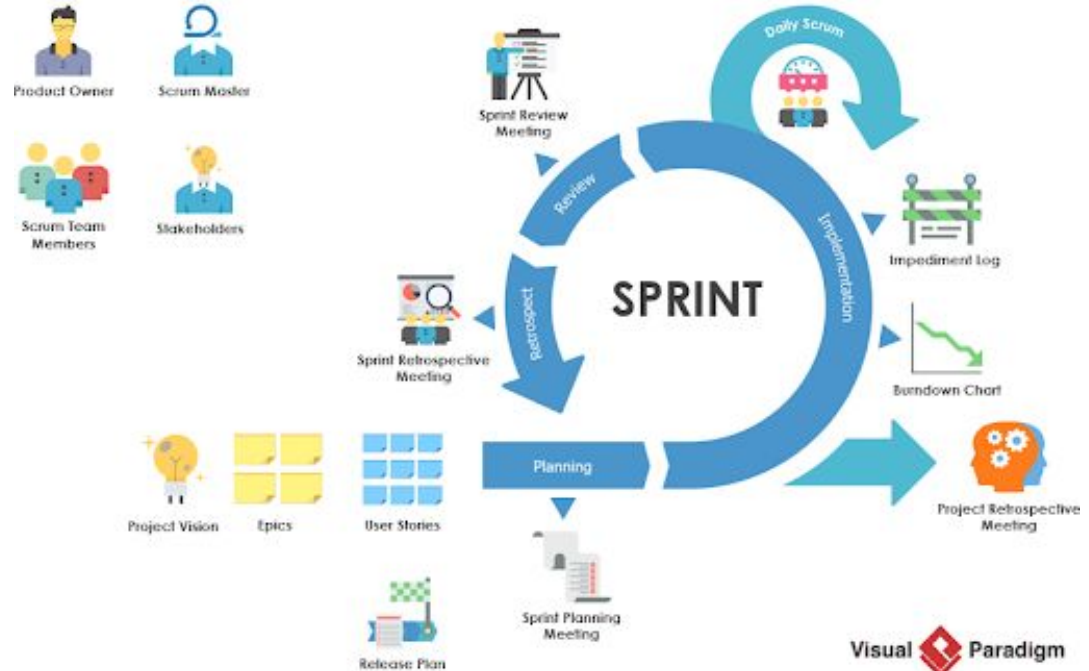 Product Owner
Scrum Master
Scrum Team
Members
Stakeholders
Sprint Review
Meeting
Daily Scrum
Review
Implementation
Impediment Log
SPRINT
Retrospect
Sprint Retrospective
Meeting
Burndown Chart
Planning
Project Vision
Epics
User Stories
Project Retrospective
Meeting
Sprint Planning
Meeting
Release Plan
Visual Paradigm